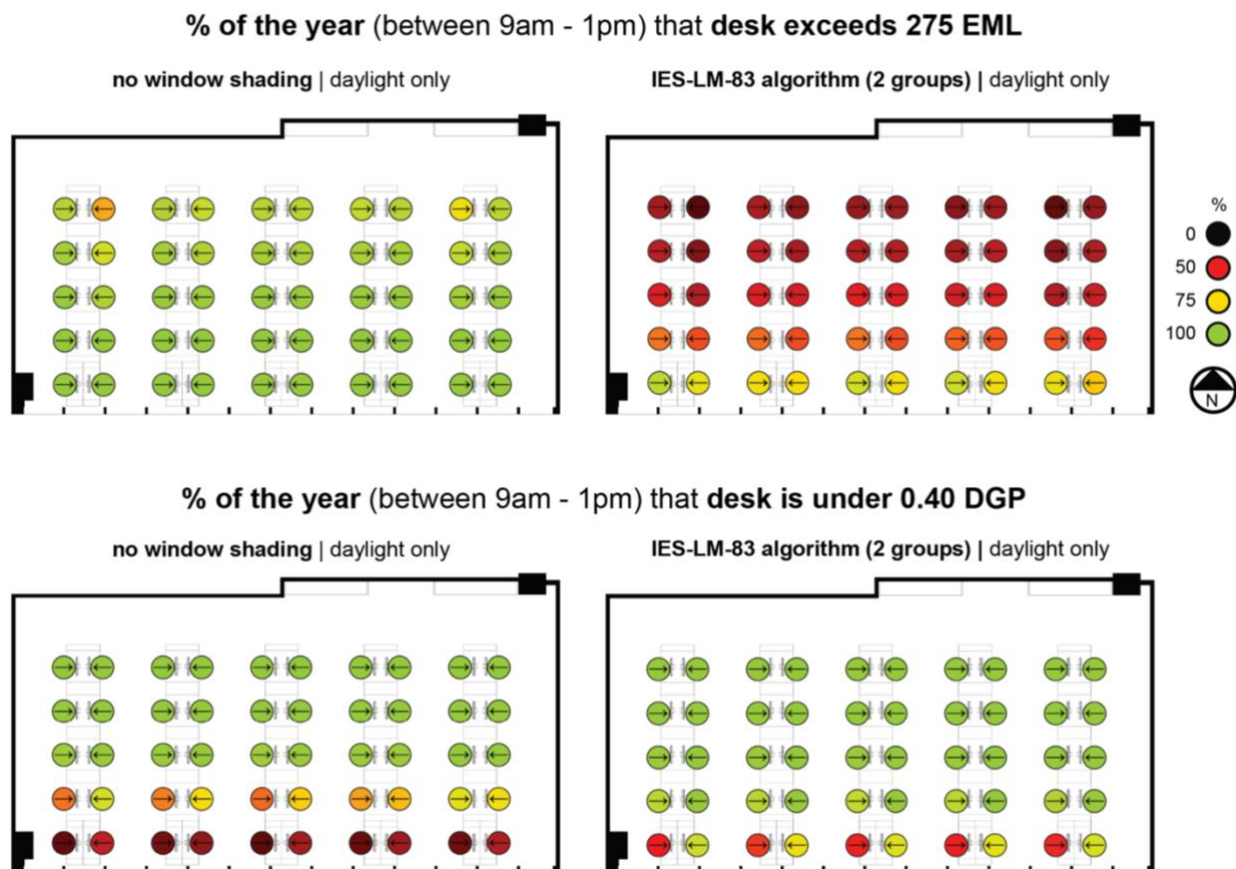 % of the year (between 9am - 1pm) that desk exceeds 275 EML
no window shading | daylight only
IES-LM-83 algorithm (2 groups) | daylight only
%
0
50
75
100
N
% of the year (between 9am - 1pm) that desk is under 0.40 DGP
no window shading | daylight only
IES-LM-83 algorithm (2 groups) | daylight only